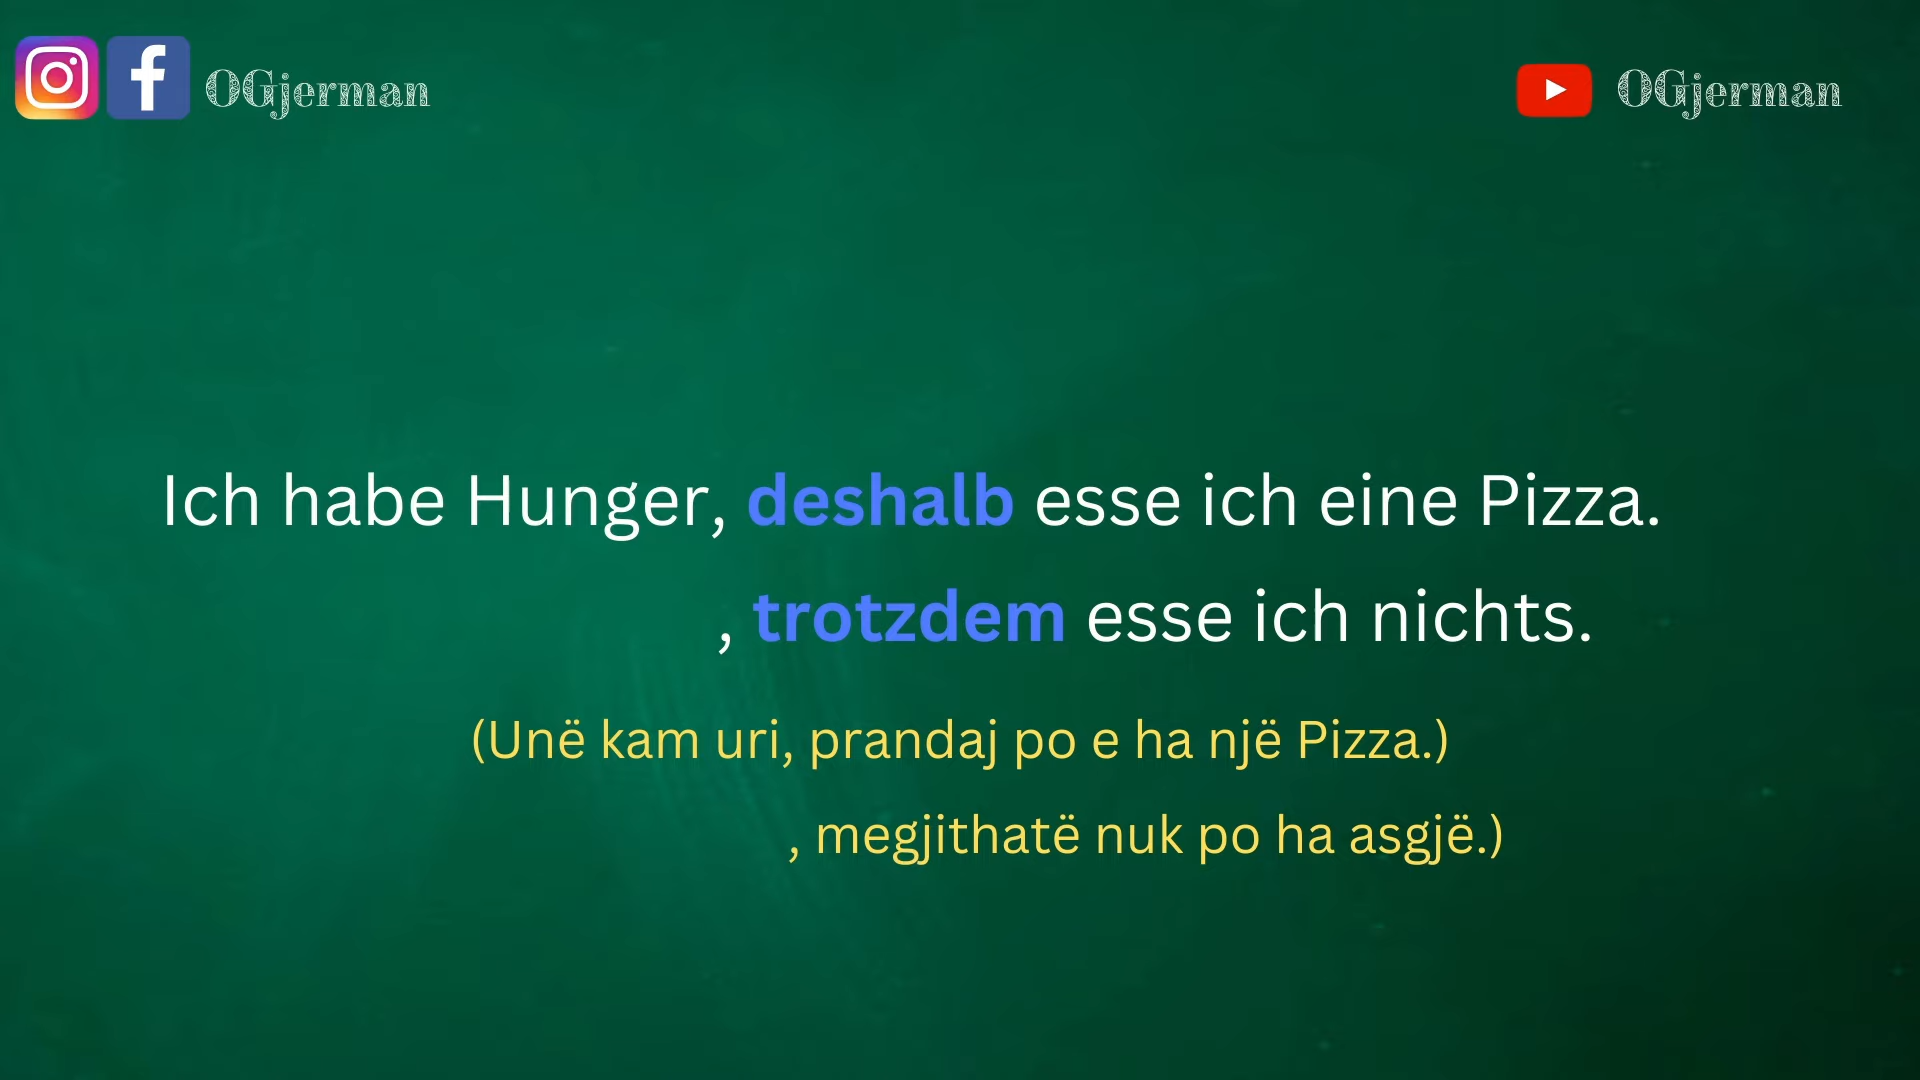 OGjerman
OGjerman
Ich habe Hunger, deshalb esse ich eine Pizza.
, trotzdem esse ich nichts.
(Unë kam uri, prandaj po e ha një Pizza.)
, megjithatë nuk po ha asgjë.)